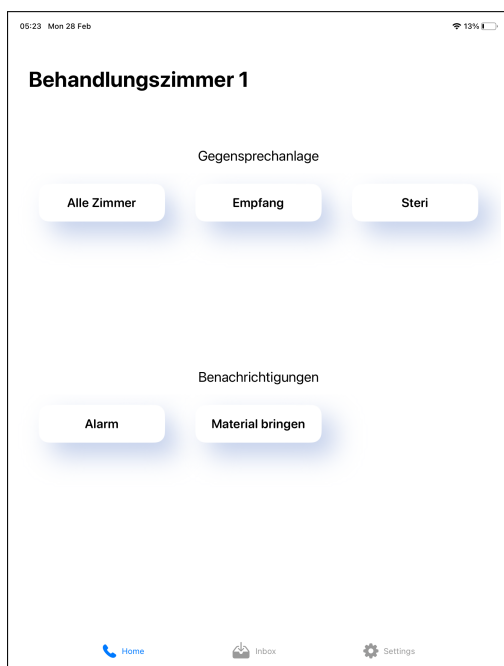 05:23 Mon 28 Feb 13%
Behandlungszimmer 1
Gegensprechanlage
Alle Zimmer Empfang Steri
Benachrichtigungen
Alarm Material bringen
Home Inbox Settings